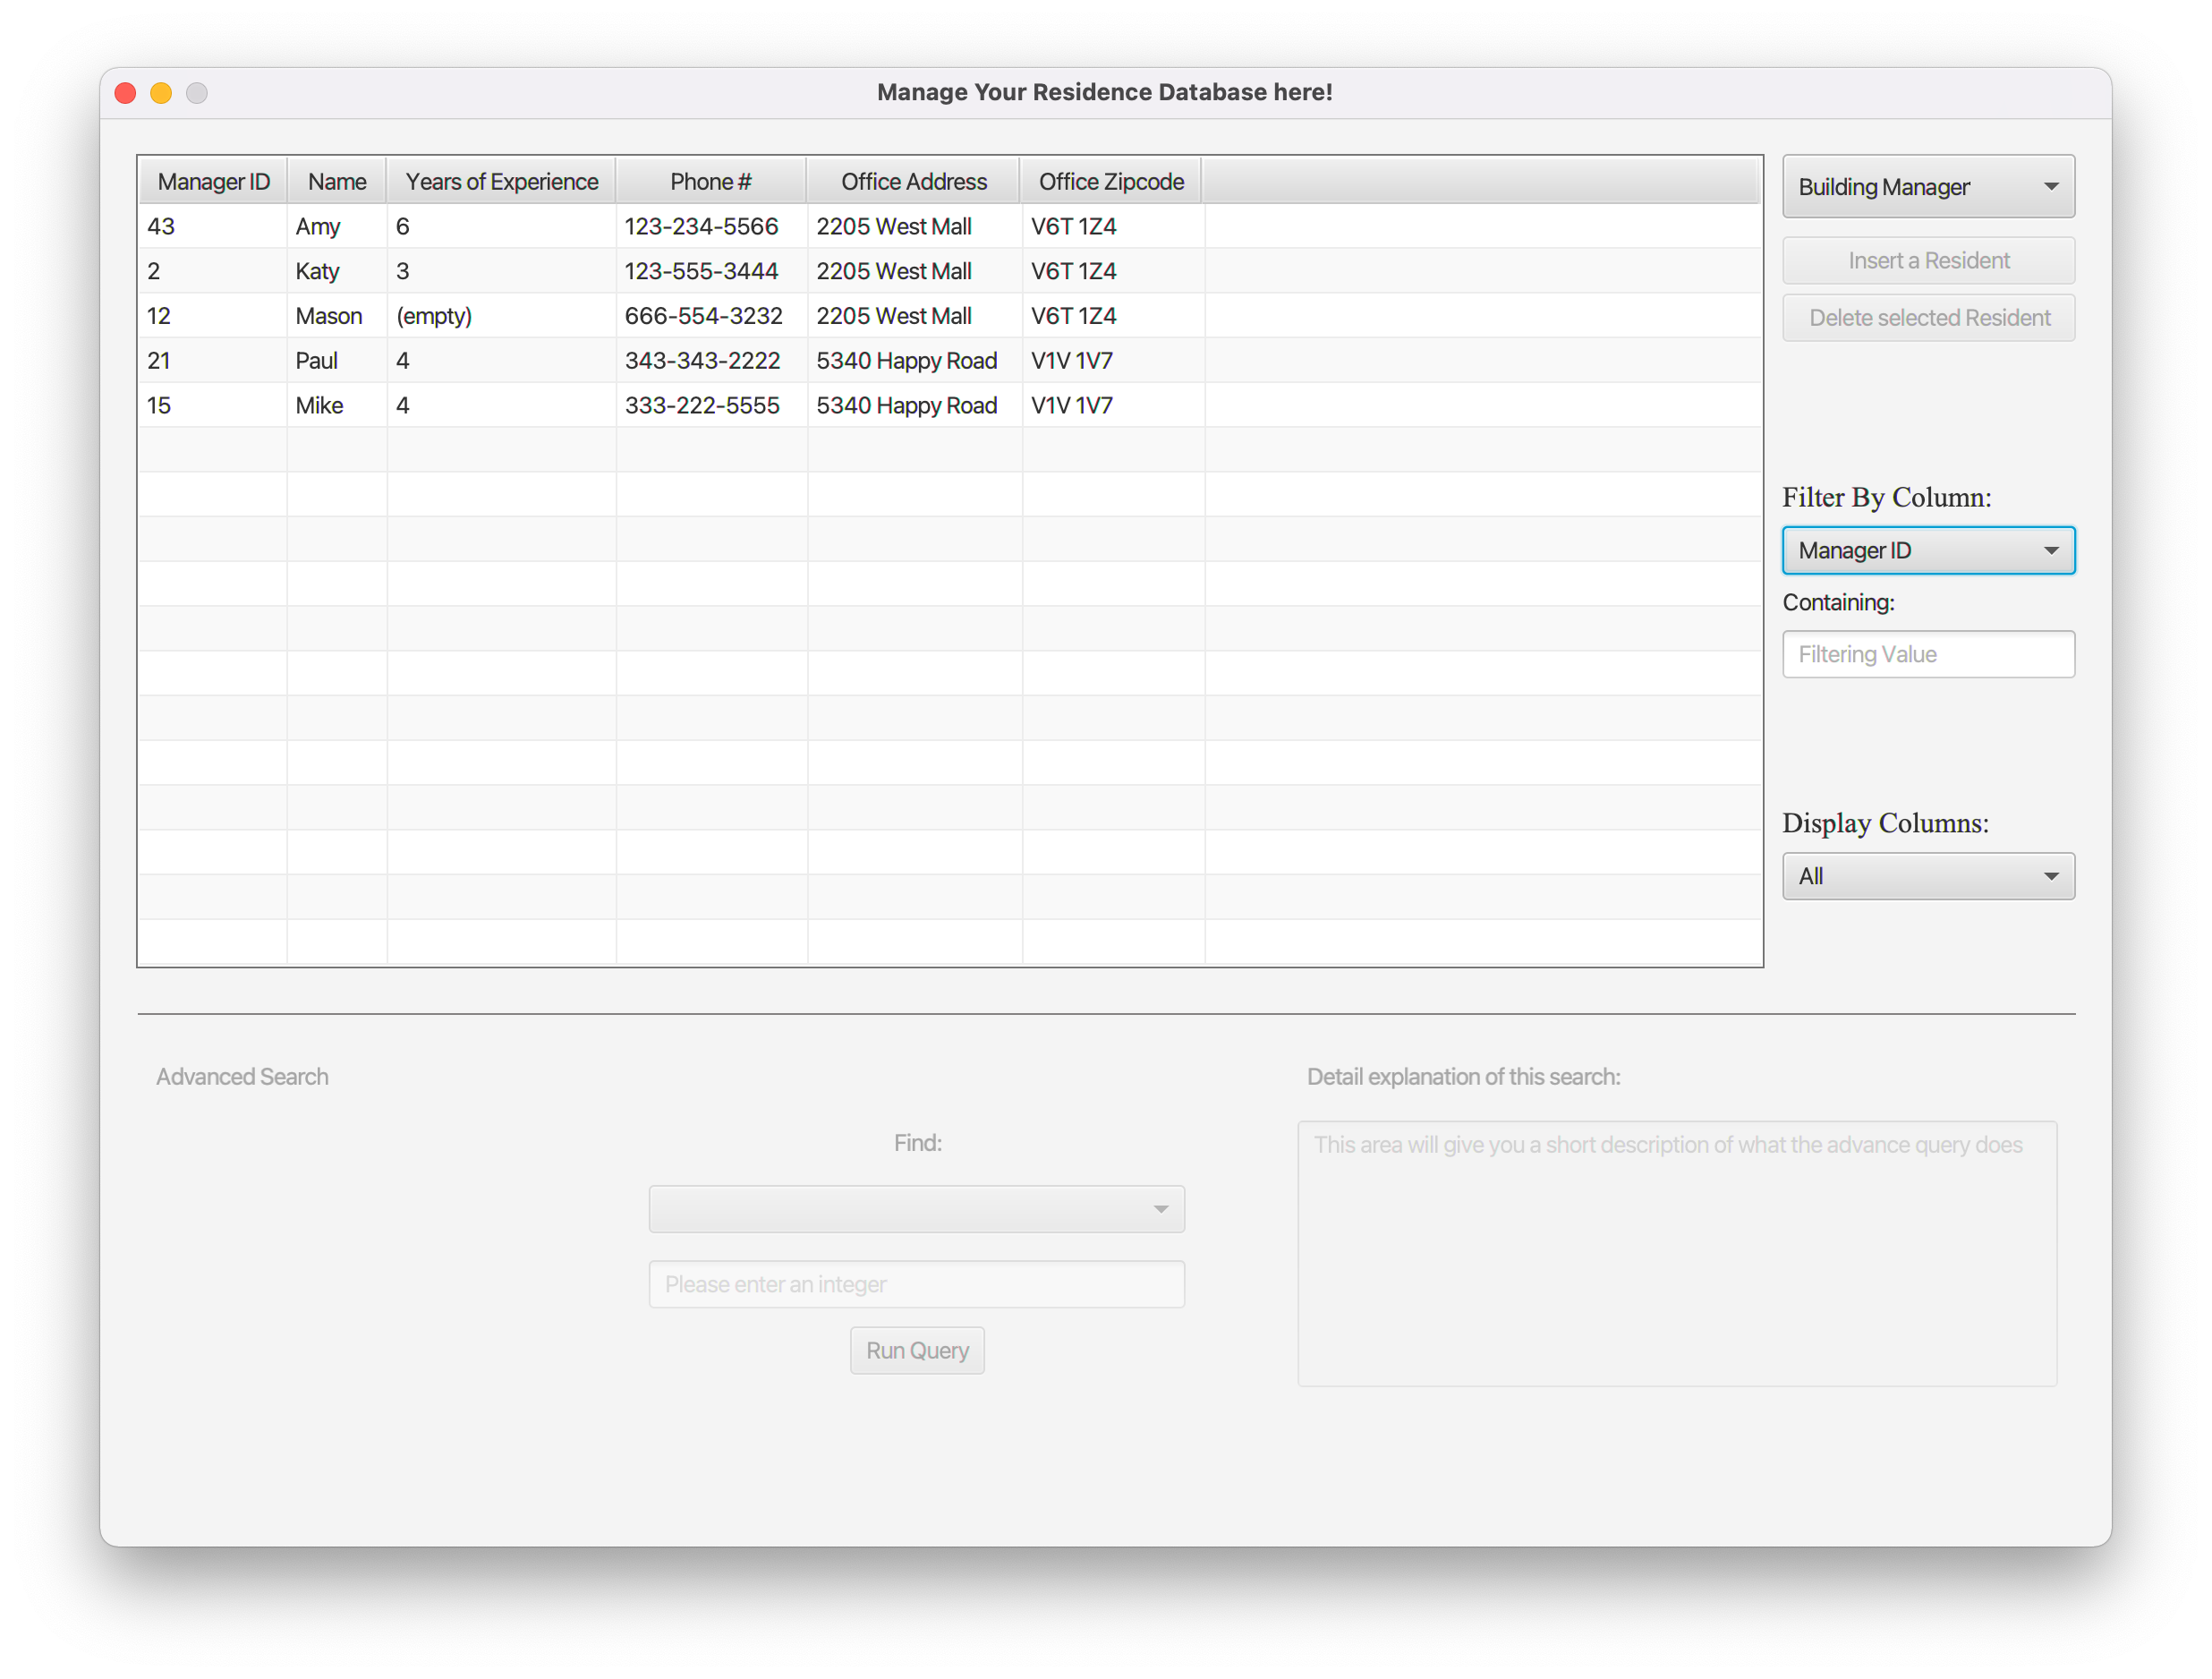 Manage Your Residence Database here!
Manager ID Name Years of Experience Phone # Office Address Office Zipcode
43 Amy 6 123-234-5566 2205 West Mall V6T 1Z4
2 Katy 3 123-555-3444 2205 West Mall V6T 1Z4
12 Mason (empty) 666-554-3232 2205 West Mall V6T 1Z4
21 Paul 4 343-343-2222 5340 Happy Road V1V 1V7
15 Mike 4 333-222-5555 5340 Happy Road V1V 1V7
Building Manager
Insert a Resident
Delete selected Resident
Filter By Column:
Manager ID
Containing:
Filtering Value
Display Columns:
All
Advanced Search
Find:
Please enter an integer
Run Query
Detail explanation of this search:
This area will give you a short description of what the advance query does